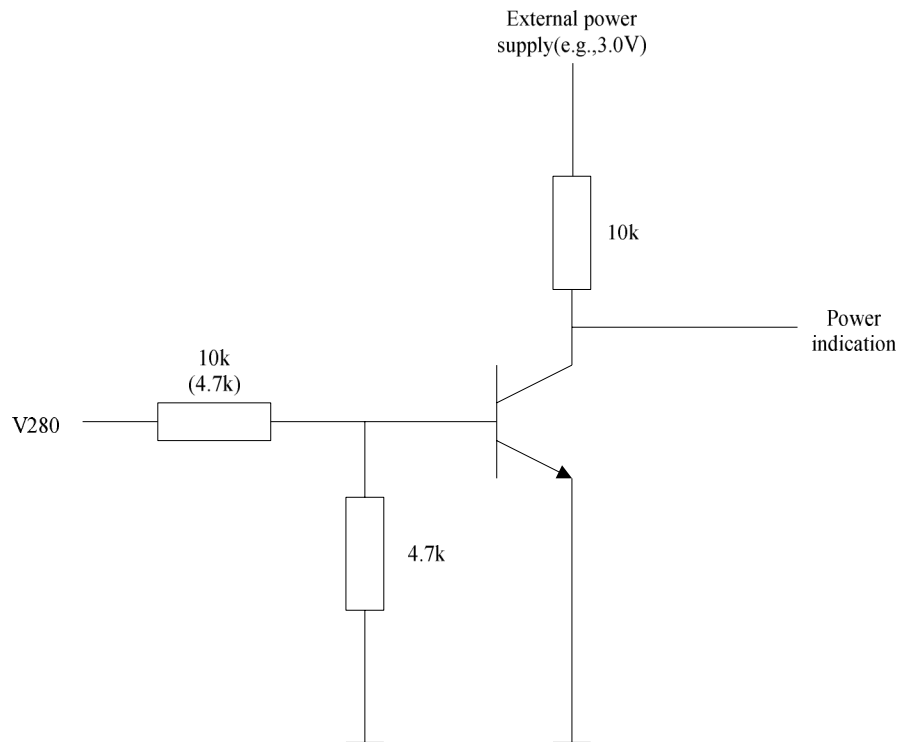 External power
supply(e.g.,3.0V)
10k
Power
indication
10k
(4.7k)
V280
4.7k